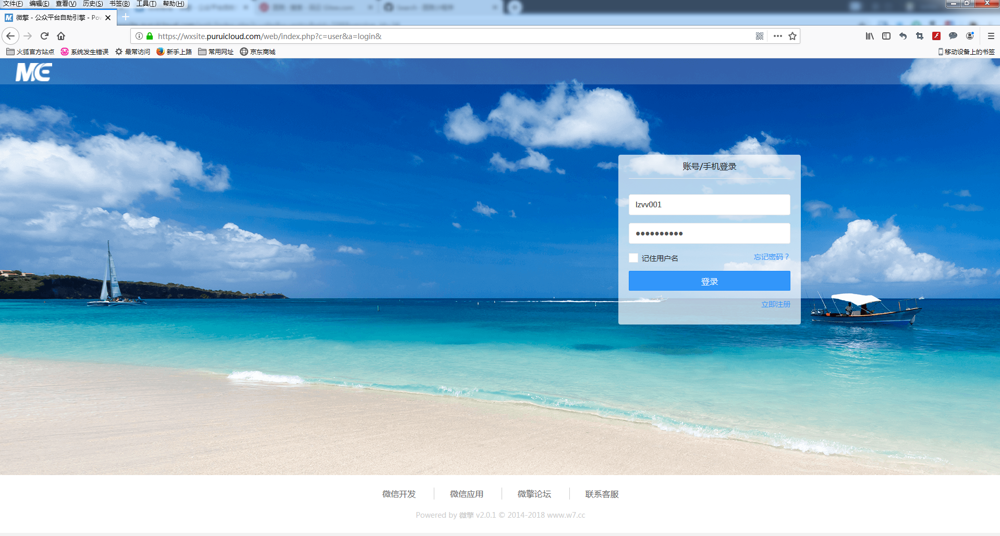 文件(F) 编辑(E) 查看(V) 历史(S) 书签(B) 工具(T) 帮助(H)
微擎 - 公众平台自助引擎 - Pow
https://wxsite.puruicloud.com/web/index.php?c=user&a=login&
火狐官方站点 系统发生错误 最常访问 新手上路 常用网址 京东商城 移动设备上的书签
账号/手机登录
lzvv001
●●●●●●●●●●
记住用户名 忘记密码？
登录
立即注册
微信开发 微信应用 微擎论坛 联系客服
Powered by 微擎 v2.0.1 © 2014-2018 www.w7.cc